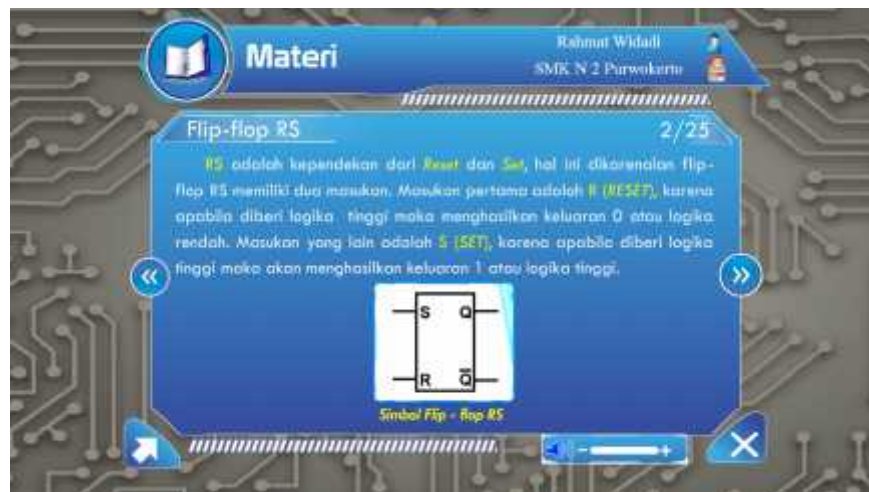 Materi
Rahmat Widadi
SMK N 2 Purwokerto
Flip-flop RS
2/25
RS adalah kependekan dari Reset dan Set, hal ini dikarenalan flip-
flop RS memiliki dua masukan. Masukan pertama adalah R (RESET), karena
apabila diberi logika tinggi maka menghasilkan keluaran 0 atau logika
rendah. Masukan yang lain adalah S (SET), karena apabila diberi logika
tinggi maka akan menghasilkan keluaran 1 atau logika tinggi.
S Q
R Q̅
Simbol Flip - flop RS
- +